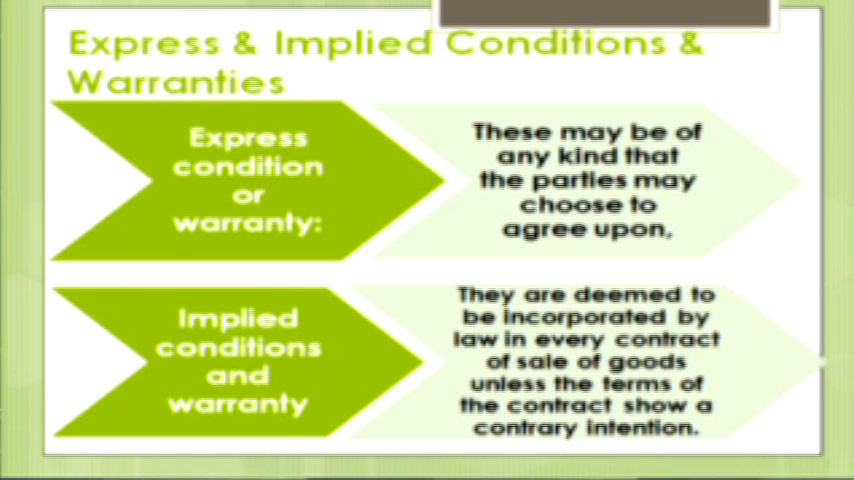 Express & Implied Conditions &
Warranties
Express
condition
or
warranty:
These may be of
any kind that
the parties may
choose to
agree upon,
Implied
conditions
and
warranty
They are deemed to
be incorporated by
law in every contract
of sale of goods
unless the terms of
the contract show a
contrary intention.